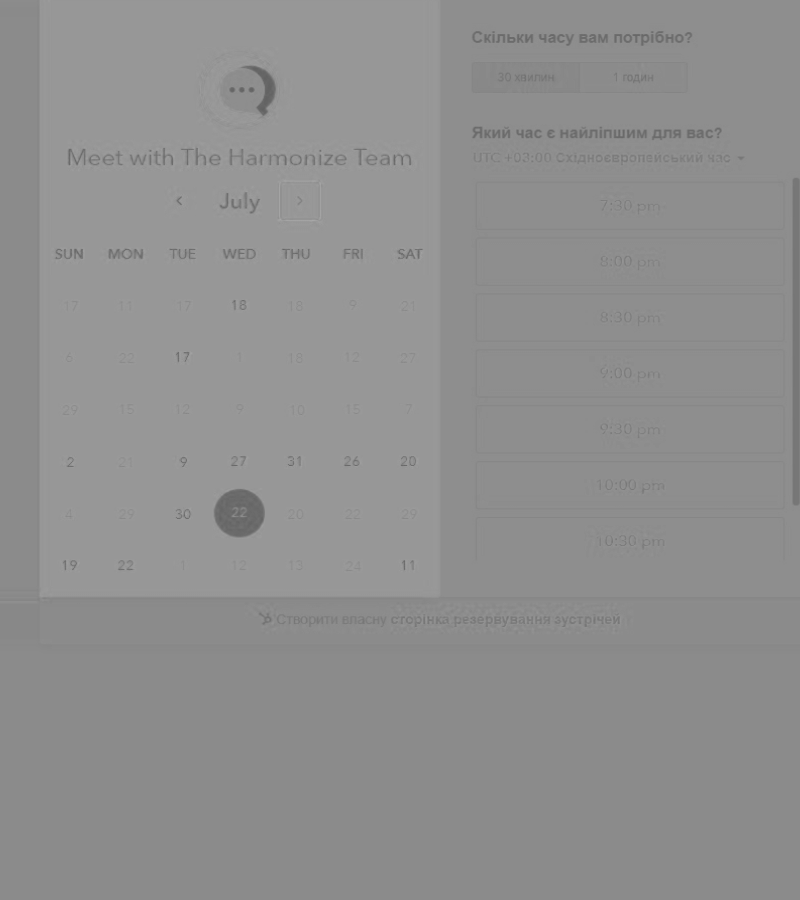 Meet with The Harmonize Team
July
SUN MON TUE WED THU FRI SAT
17 11 17 18 18 9 21
6 22 17 1 18 12 27
29 15 12 9 10 15 7
2 21 9 27 31 26 20
4 29 30 22 20 22 29
19 22 1 12 13 24 11
Скільки часу вам потрібно?
30 хвилин 1 годин
Який час є найліпшим для вас?
UTC +03:00 Східноєвропейський час
7:30 pm
8:00 pm
8:30 pm
9:00 pm
9:30 pm
10:00 pm
10:30 pm
Створити власну сторінка резервування зустрічей